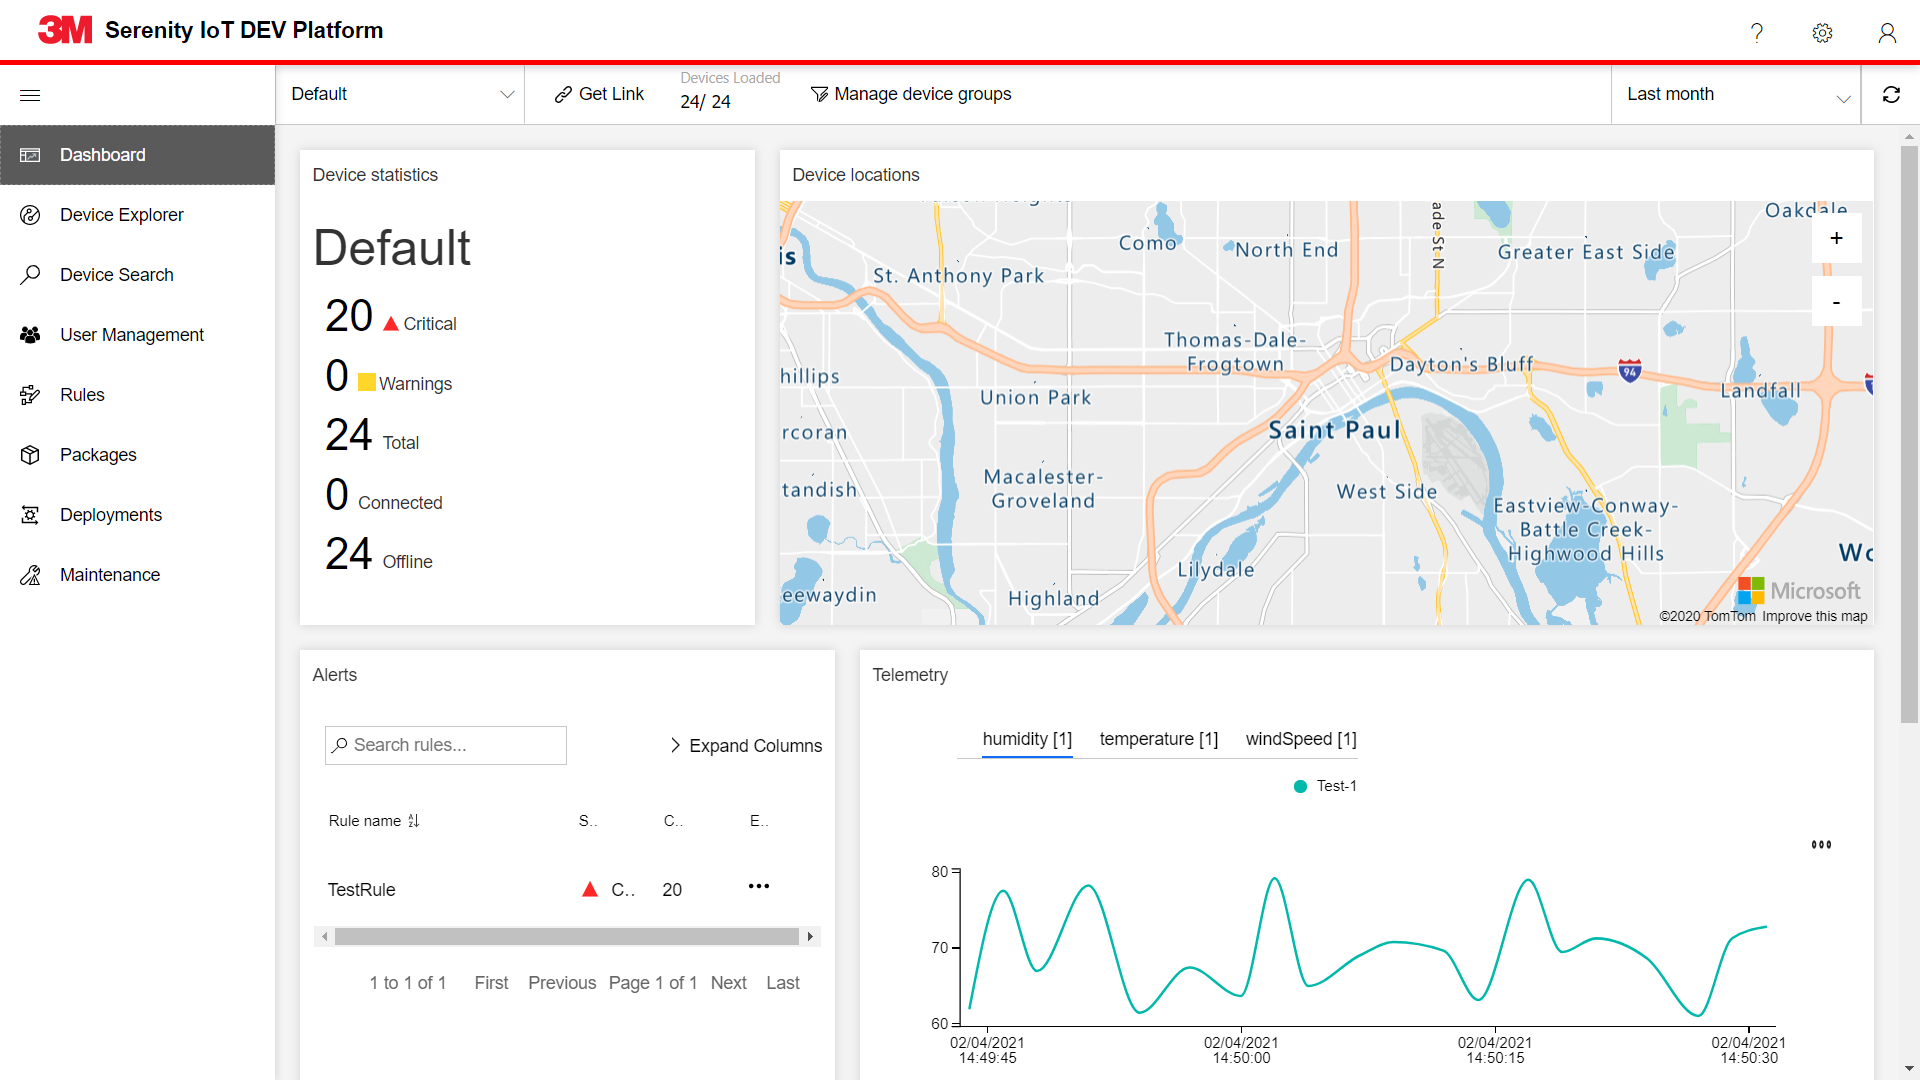 3M Serenity IoT DEV Platform
Default
Get Link
Devices Loaded
24/ 24
Manage device groups
Last month
Dashboard
Device Explorer
Device Search
User Management
Rules
Packages
Deployments
Maintenance
Device statistics
Default
20 Critical
0 Warnings
24 Total
0 Connected
24 Offline
Device locations
Oakdale
Como
North End
ade St N
Greater East Side
is
St. Anthony Park
Thomas-Dale-
Frogtown
Dayton's Bluff
94
hillips
Union Park
Landfall
rcoran
Saint Paul
Macalester-
Groveland
tandish
West Side
Eastview-Conway-
Battle Creek-
Highwood Hills
Wo
Lilydale
eewaydin
Highland
Microsoft
©2020 TomTom Improve this map
+
-
Alerts
Search rules...
Expand Columns
Rule name
S..
C..
E..
TestRule
C..
20
1 to 1 of 1 First Previous Page 1 of 1 Next Last
Telemetry
humidity [1] temperature [1] windSpeed [1]
Test-1
80
70
60
02/04/2021
14:49:45
02/04/2021
14:50:00
02/04/2021
14:50:15
02/04/2021
14:50:30